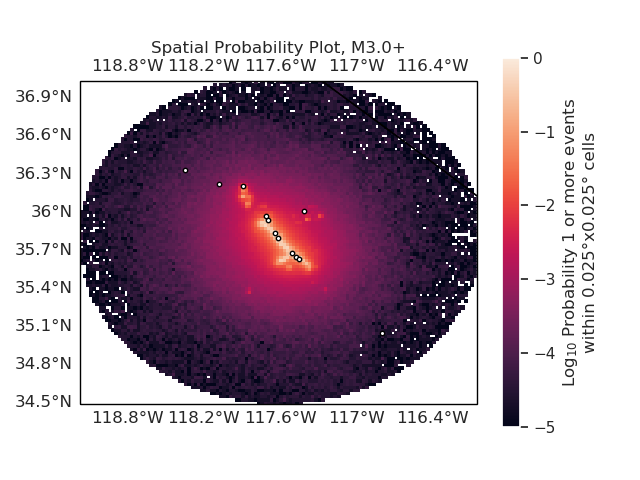 Spatial Probability Plot, M3.0+
118.8°W 118.2°W 117.6°W 117°W 116.4°W
36.9°N
36.6°N
36.3°N
36°N
35.7°N
35.4°N
35.1°N
34.8°N
34.5°N
118.8°W 118.2°W 117.6°W 117°W 116.4°W
0
−1
−2
−3
−4
−5
Log₁₀ Probability 1 or more events
within 0.025°x0.025° cells